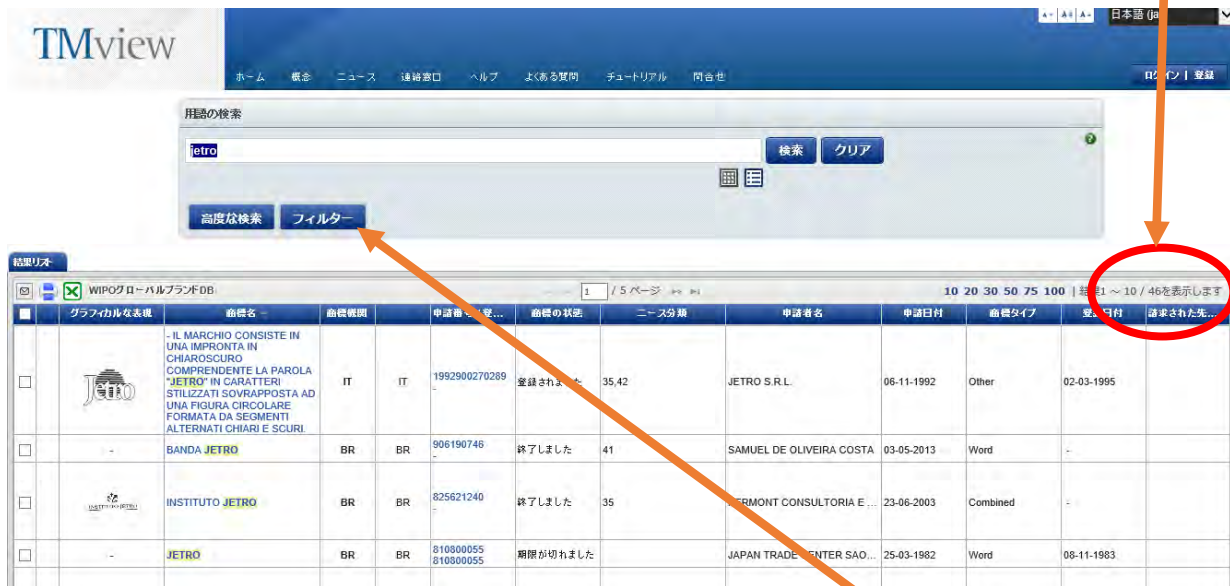 A- A± A+ 日本語 (ja
TMview
ホーム 概念 ニュース 連絡窓口 ヘルプ よくある質問 チュートリアル 問合せ
ログイン | 登録
用語の検索
jetro
検索 クリア
高度な検索 フィルター
結果リスト
WIPOグローバルブランドDB 1 / 5 ページ 10 20 30 50 75 100 | 結果1 ～ 10 / 46を表示します
グラフィカルな表現 商標名 商標機関 商標の状態 ニース分類 申請者名 申請日付 商標タイプ 登録日付 請求された先...
- IL MARCHIO CONSISTE IN
UNA IMPRONTA IN
CHIAROSCURO
COMPRENDENTE LA PAROLA
"JETRO" IN CARATTERI
STILIZZATI SOVRAPPOSTA AD
UNA FIGURA CIRCOLARE
FORMATA DA SEGMENTI
ALTERNATI CHIARI E SCURI.
Jetro IT IT 1992900270289 登録されました 35,42 JETRO S.R.L. 06-11-1992 Other 02-03-1995
-
- BANDA JETRO BR BR 906190746 終了しました 41 SAMUEL DE OLIVEIRA COSTA 03-05-2013 Word -
-
INSTITUTO JETRO INSTITUTO JETRO BR BR 825621240 終了しました 35 CONSULTORIA E ... 23-06-2003 Combined -
-
- JETRO BR BR 810800055 期限が切れました JAPAN TRADE CENTER SAO... 25-03-1982 Word 08-11-1983
810800055